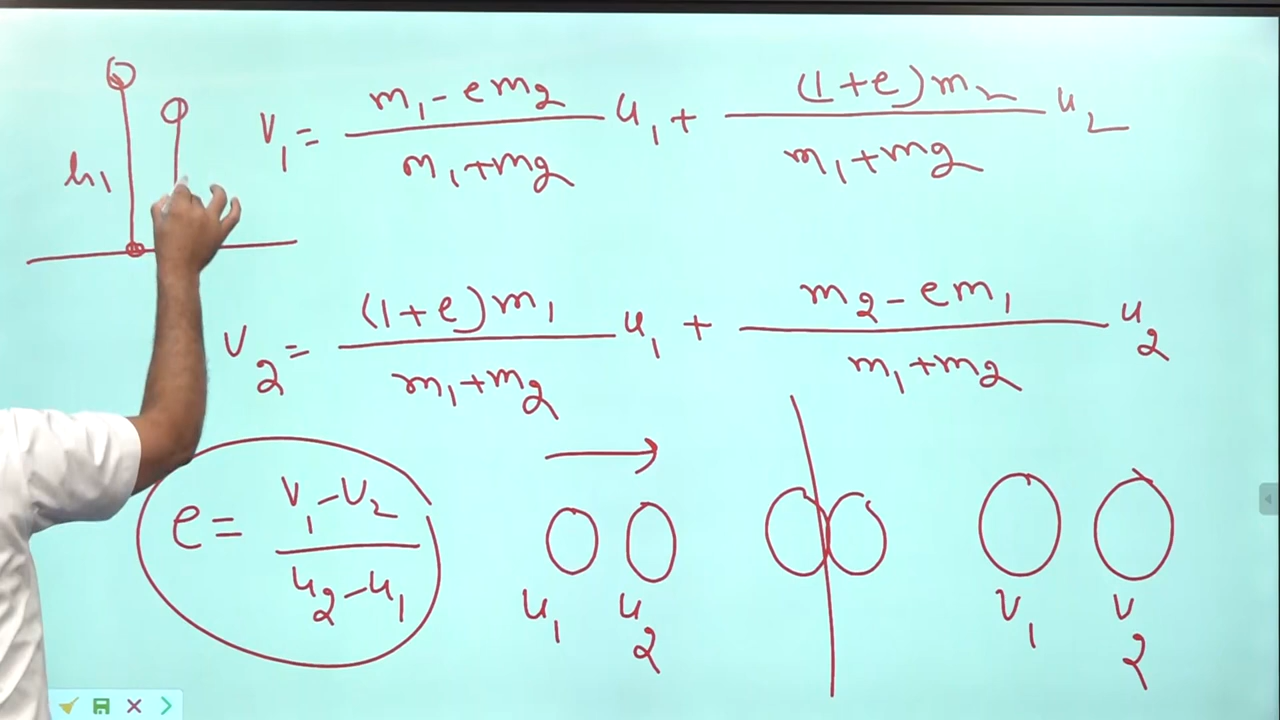 h₁
V₁ = (m₁ - em₂)/(m₁ + m₂) u₁ + ((1+e)m₂)/(m₁ + m₂) u₂
V₂ = ((1+e)m₁)/(m₁ + m₂) u₁ + (m₂ - em₁)/(m₁ + m₂) u₂
e = (V₁ - V₂)/(u₂ - u₁)
u₁ u₂ V₁ V₂